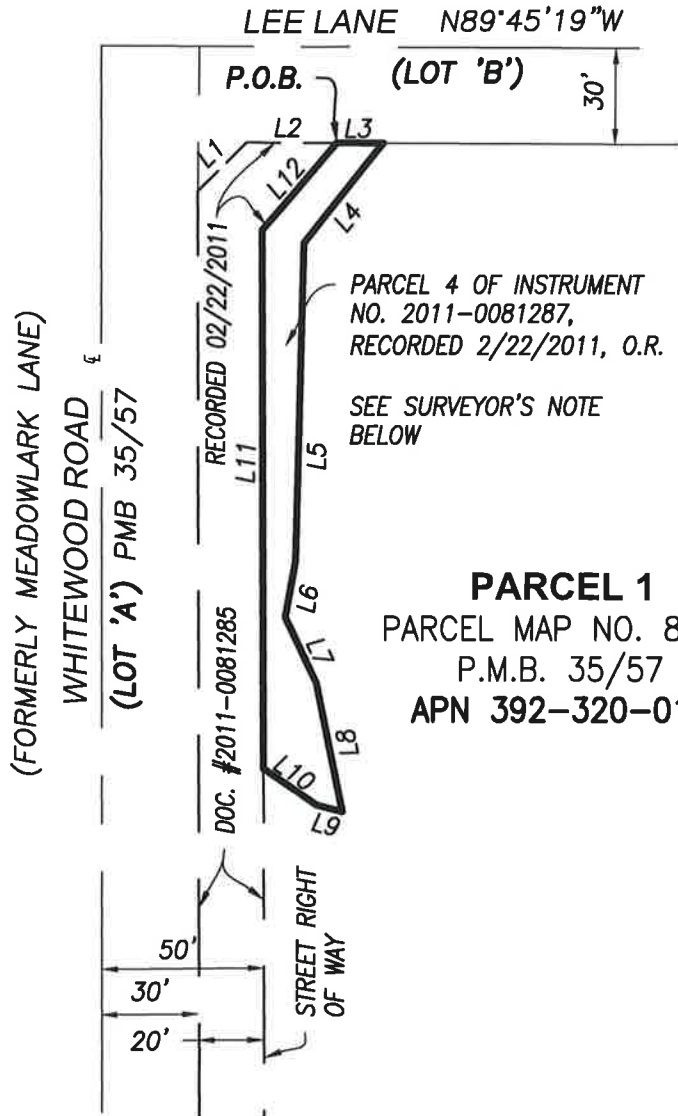 LEE LANE N89°45'19"W
(LOT 'B')
P.O.B.
30'
L1
L2
L3
L12
L4
RECORDED 02/22/2011
PARCEL 4 OF INSTRUMENT
NO. 2011-0081287,
RECORDED 2/22/2011, O.R.
SEE SURVEYOR'S NOTE
BELOW
(FORMERLY MEADOWLARK LANE)
WHITEWOOD ROAD ℄
(LOT 'A') PMB 35/57
L11
L5
L6
L7
L8
L10
L9
PARCEL 1
PARCEL MAP NO. 8
P.M.B. 35/57
APN 392-320-01
DOC. #2011-0081285
STREET RIGHT
OF WAY
50'
30'
20'